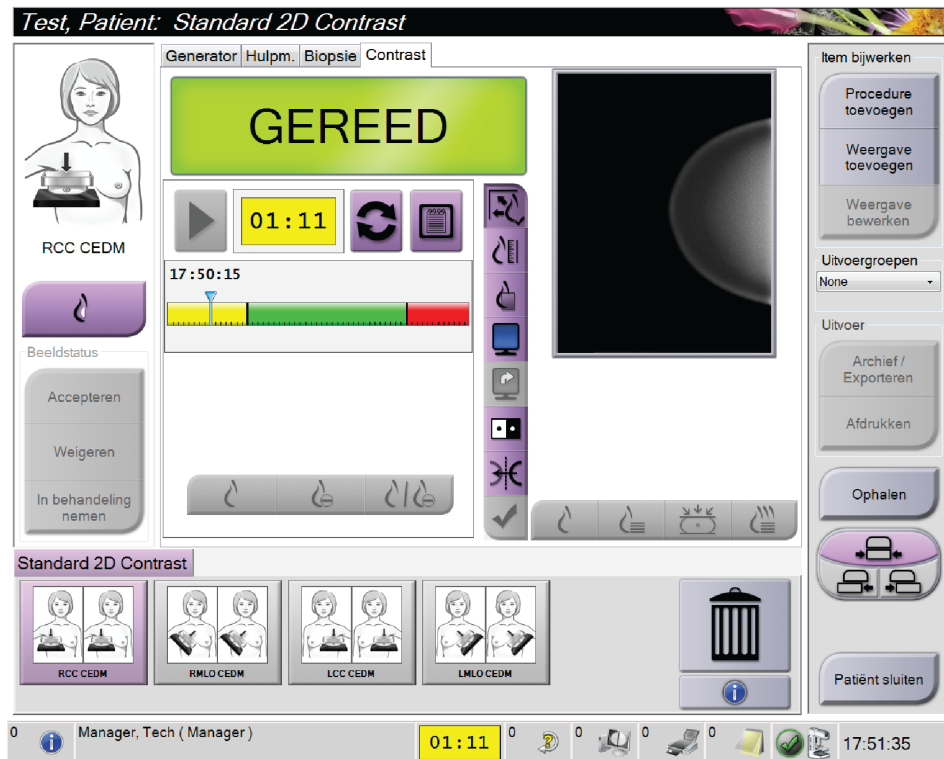 Test, Patient: Standard 2D Contrast
Generator Hulpm. Biopsie Contrast
GEREED
RCC CEDM
01:11
17:50:15
Beeldstatus
Accepteren
Weigeren
In behandeling
nemen
Item bijwerken
Procedure
toevoegen
Weergave
toevoegen
Weergave
bewerken
Uitvoergroepen
None
Uitvoer
Archief /
Exporteren
Afdrukken
Ophalen
Patiënt sluiten
Standard 2D Contrast
RCC CEDM
RMLO CEDM
LCC CEDM
LMLO CEDM
0 Manager, Tech ( Manager ) 01:11 0 0 0 0 17:51:35